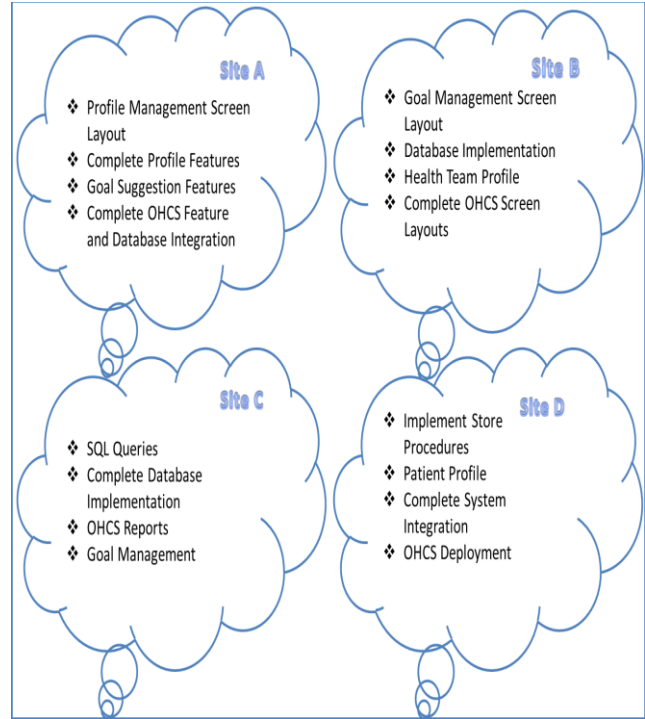 Site A
❖ Profile Management Screen
Layout
❖ Complete Profile Features
❖ Goal Suggestion Features
❖ Complete OHCS Feature
and Database Integration
Site B
❖ Goal Management Screen
Layout
❖ Database Implementation
❖ Health Team Profile
❖ Complete OHCS Screen
Layouts
Site C
❖ SQL Queries
❖ Complete Database
Implementation
❖ OHCS Reports
❖ Goal Management
Site D
❖ Implement Store
Procedures
❖ Patient Profile
❖ Complete System
Integration
❖ OHCS Deployment